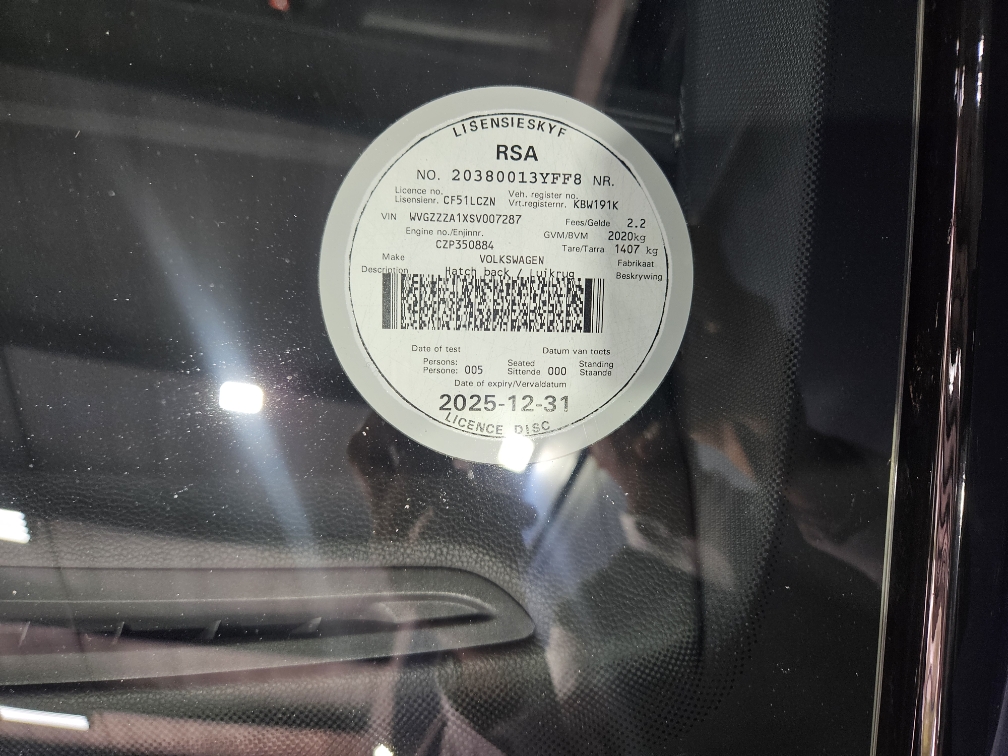 LISENSIESKYF
RSA
NO. 20380013YFF8 NR.
Licence no. Veh. register no.
Lisensienr. CF51LCZN Vrt.registernr. KBW191K
VIN WVGZZZA1XSV007287 Fees/Gelde 2.2
Engine no./Enjinnr. GVM/BVM 2020kg
CZP350884 Tare/Tarra 1407 kg
Make VOLKSWAGEN Fabrikaat
Description Hatch back / Luikrug Beskrywing
Date of test Datum van toets
Persons: Seated Standing
Persone: 005 Sittende 000 Staande
Date of expiry/Vervaldatum
2025-12-31
LICENCE DISC